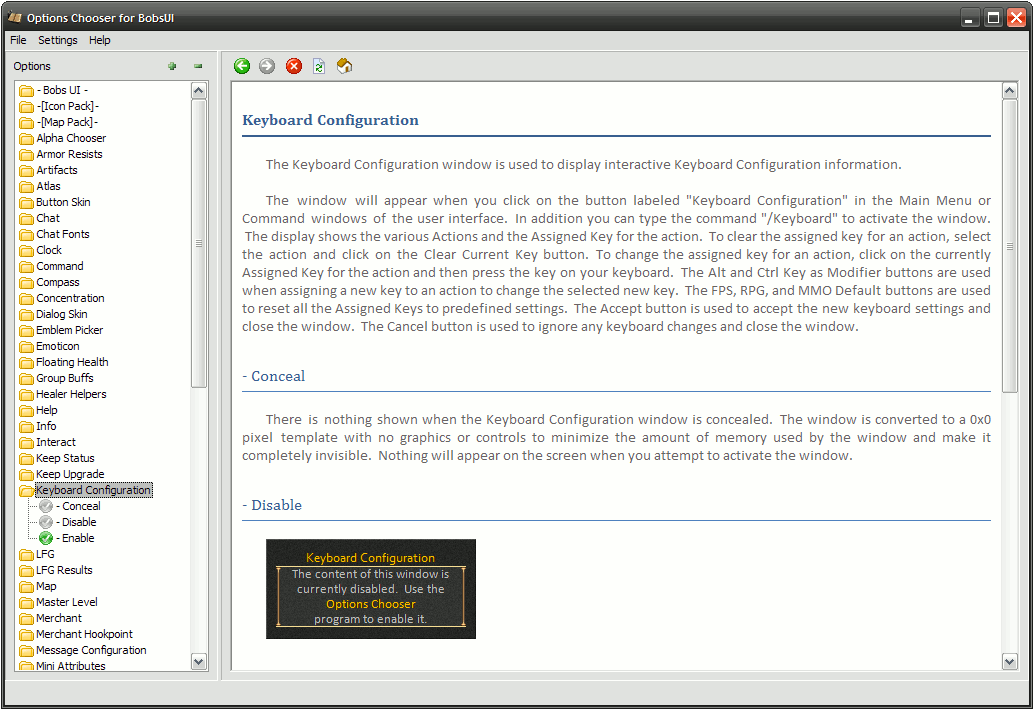 Options Chooser for BobsUI
File Settings Help
Options
- Bobs UI -
-[Icon Pack]-
-[Map Pack]-
Alpha Chooser
Armor Resists
Artifacts
Atlas
Button Skin
Chat
Chat Fonts
Clock
Command
Compass
Concentration
Dialog Skin
Emblem Picker
Emoticon
Floating Health
Group Buffs
Healer Helpers
Help
Info
Interact
Keep Status
Keep Upgrade
Keyboard Configuration
- Conceal
- Disable
- Enable
LFG
LFG Results
Map
Master Level
Merchant
Merchant Hookpoint
Message Configuration
Mini Attributes
Keyboard Configuration
The Keyboard Configuration window is used to display interactive Keyboard Configuration information.
The window will appear when you click on the button labeled "Keyboard Configuration" in the Main Menu or
Command windows of the user interface. In addition you can type the command "/Keyboard" to activate the window.
The display shows the various Actions and the Assigned Key for the action. To clear the assigned key for an action, select
the action and click on the Clear Current Key button. To change the assigned key for an action, click on the currently
Assigned Key for the action and then press the key on your keyboard. The Alt and Ctrl Key as Modifier buttons are used
when assigning a new key to an action to change the selected new key. The FPS, RPG, and MMO Default buttons are used
to reset all the Assigned Keys to predefined settings. The Accept button is used to accept the new keyboard settings and
close the window. The Cancel button is used to ignore any keyboard changes and close the window.
- Conceal
There is nothing shown when the Keyboard Configuration window is concealed. The window is converted to a 0x0
pixel template with no graphics or controls to minimize the amount of memory used by the window and make it
completely invisible. Nothing will appear on the screen when you attempt to activate the window.
- Disable
Keyboard Configuration
The content of this window is
currently disabled. Use the
Options Chooser
program to enable it.